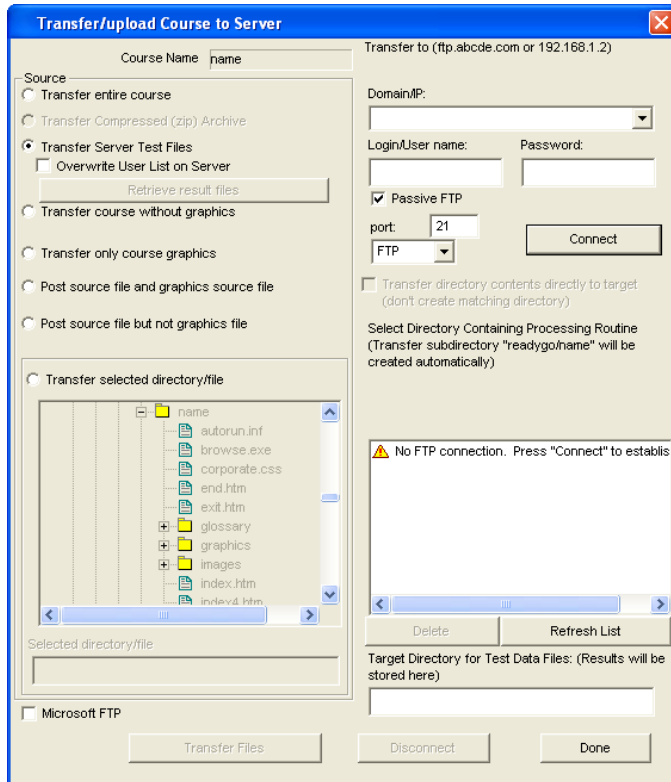 Transfer/upload Course to Server
Course Name name
Source
Transfer entire course
Transfer Compressed (zip) Archive
Transfer Server Test Files
Overwrite User List on Server
Retrieve result files
Transfer course without graphics
Transfer only course graphics
Post source file and graphics source file
Post source file but not graphics file
Transfer selected directory/file
name
autorun.inf
browse.exe
corporate.css
end.htm
exit.htm
glossary
graphics
images
index.htm
index4.htm
Selected directory/file
Microsoft FTP
Transfer to (ftp.abcde.com or 192.168.1.2)
Domain/IP:
Login/User name: Password:
Passive FTP
port: 21
FTP
Connect
Transfer directory contents directly to target
(don't create matching directory)
Select Directory Containing Processing Routine
(Transfer subdirectory "readygo/name" will be
created automatically)
No FTP connection. Press "Connect" to establis
Delete Refresh List
Target Directory for Test Data Files: (Results will be
stored here)
Transfer Files Disconnect Done